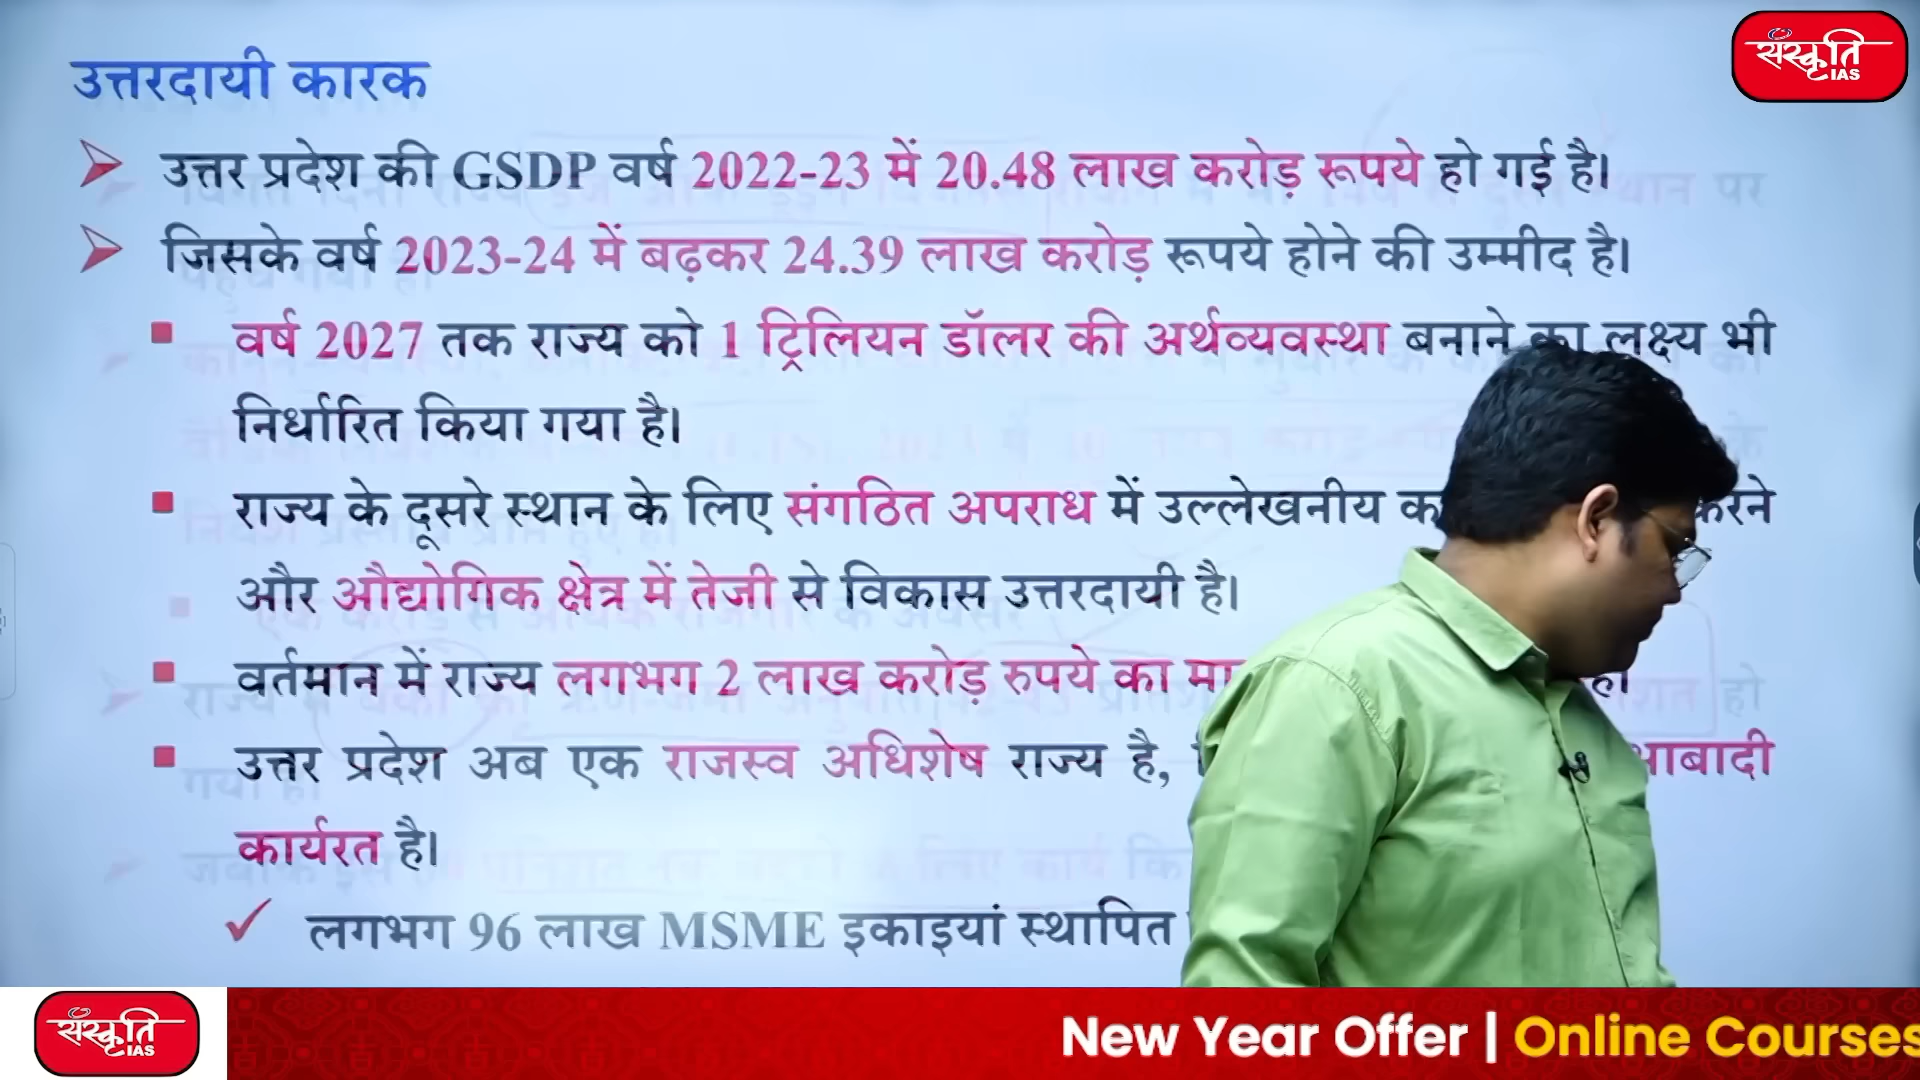 संस्कृति
IAS
उत्तरदायी कारक
उत्तर प्रदेश की GSDP वर्ष 2022-23 में 20.48 लाख करोड़ रूपये हो गई है।
जिसके वर्ष 2023-24 में बढ़कर 24.39 लाख करोड़ रूपये होने की उम्मीद है।
वर्ष 2027 तक राज्य को 1 ट्रिलियन डॉलर की अर्थव्यवस्था बनाने का लक्ष्य भी
निर्धारित किया गया है।
राज्य के दूसरे स्थान के लिए संगठित अपराध में उल्लेखनीय करने
और औद्योगिक क्षेत्र में तेजी से विकास उत्तरदायी है।
वर्तमान में राज्य लगभग 2 लाख करोड़ रुपये का
उत्तर प्रदेश अब एक राजस्व अधिशेष राज्य है,
कार्यरत है।
✓ लगभग 96 लाख MSME इकाइयां स्थापित
संस्कृति
IAS
New Year Offer | Online Courses